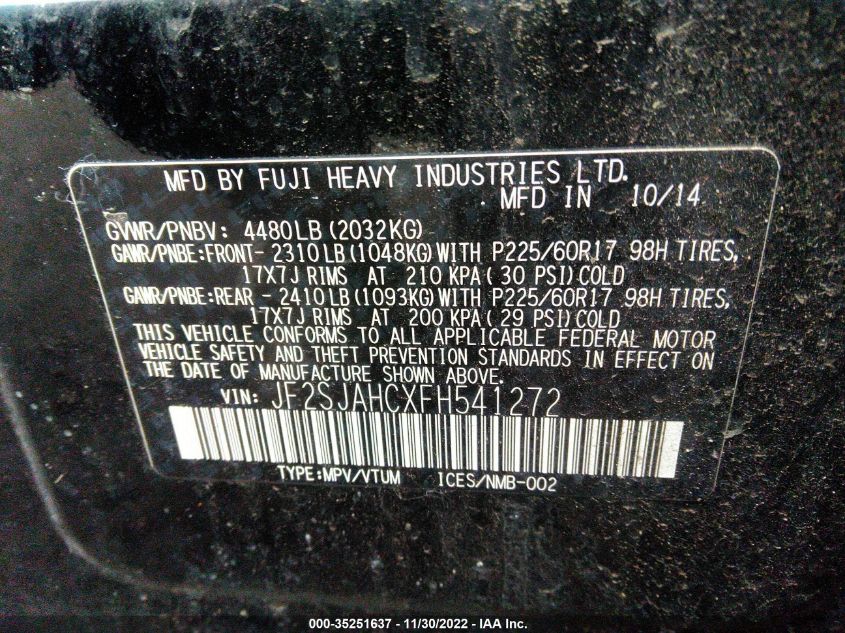 MFD BY FUJI HEAVY INDUSTRIES LTD.
MFD IN 10/14
GVWR/PNBV: 4480LB (2032KG)
GAWR/PNBE:FRONT- 2310LB (1048KG) WITH P225/60R17 98H TIRES,
17X7J RIMS AT 210 KPA ( 30 PSI) COLD
GAWR/PNBE:REAR - 2410LB (1093KG) WITH P225/60R17 98H TIRES,
17X7J RIMS AT 200 KPA (29 PSI) COLD
THIS VEHICLE CONFORMS TO ALL APPLICABLE FEDERAL MOTOR
VEHICLE SAFETY AND THEFT PREVENTION STANDARDS IN EFFECT ON
THE DATE OF MANUFACTURE SHOWN ABOVE.
VIN: JF2SJAHCXFH541272
TYPE:MPV/VTUM ICES/NMB-002
000-35251637 - 11/30/2022 - IAA Inc.